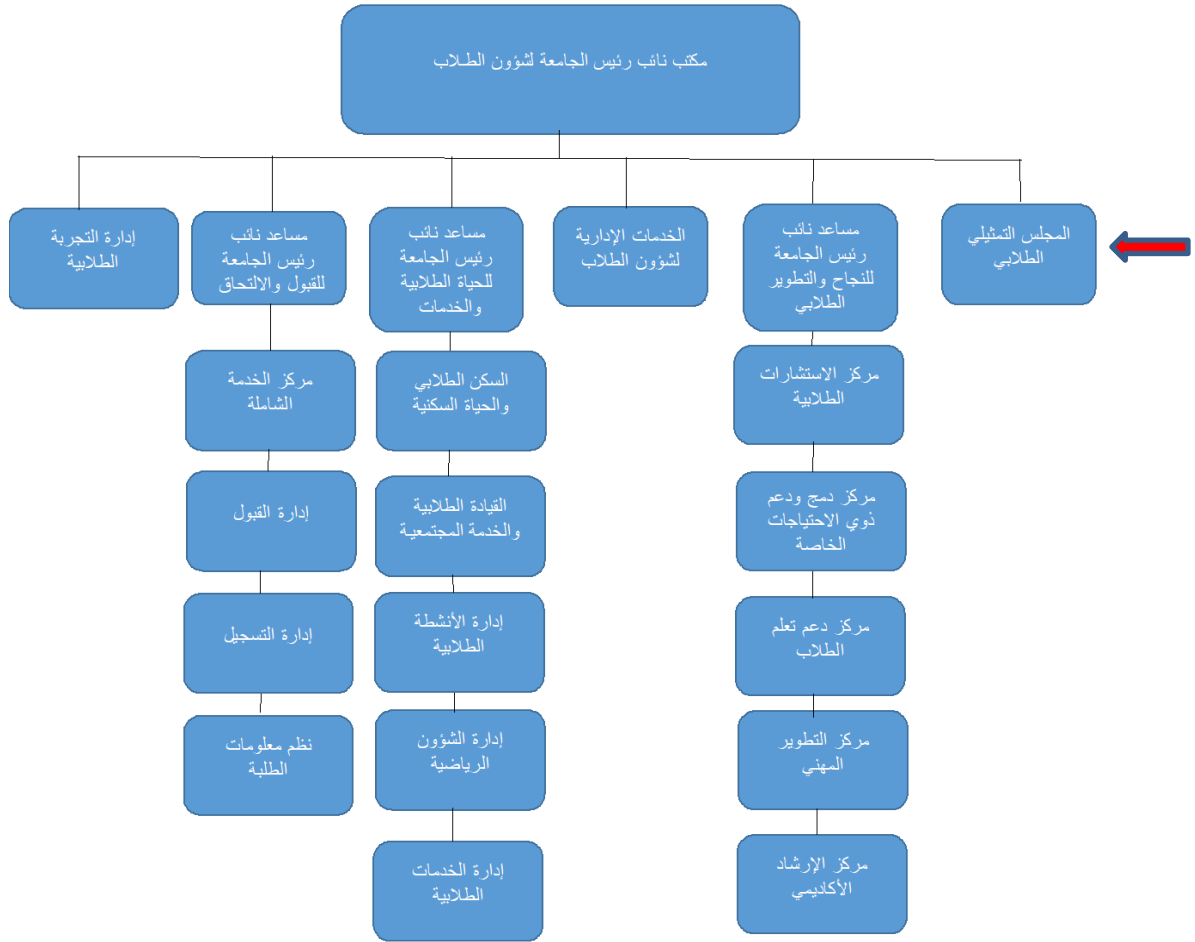 مكتب نائب رئيس الجامعة لشؤون الطلاب
المجلس التمثيلي
الطلابي
مساعد نائب
رئيس الجامعة
للنجاح والتطوير
الطلابي
الخدمات الإدارية
لشؤون الطلاب
مساعد نائب
رئيس الجامعة
للحياة الطلابية
والخدمات
مساعد نائب
رئيس الجامعة
للقبول والالتحاق
إدارة التجربة
الطلابية
مركز الاستشارات
الطلابية
مركز دمج ودعم
ذوي الاحتياجات
الخاصة
مركز دعم تعلم
الطلاب
مركز التطوير
المهني
مركز الإرشاد
الأكاديمي
السكن الطلابي
والحياة السكنية
القيادة الطلابية
والخدمة المجتمعية
إدارة الأنشطة
الطلابية
إدارة الشؤون
الرياضية
إدارة الخدمات
الطلابية
مركز الخدمة
الشاملة
إدارة القبول
إدارة التسجيل
نظم معلومات
الطلبة